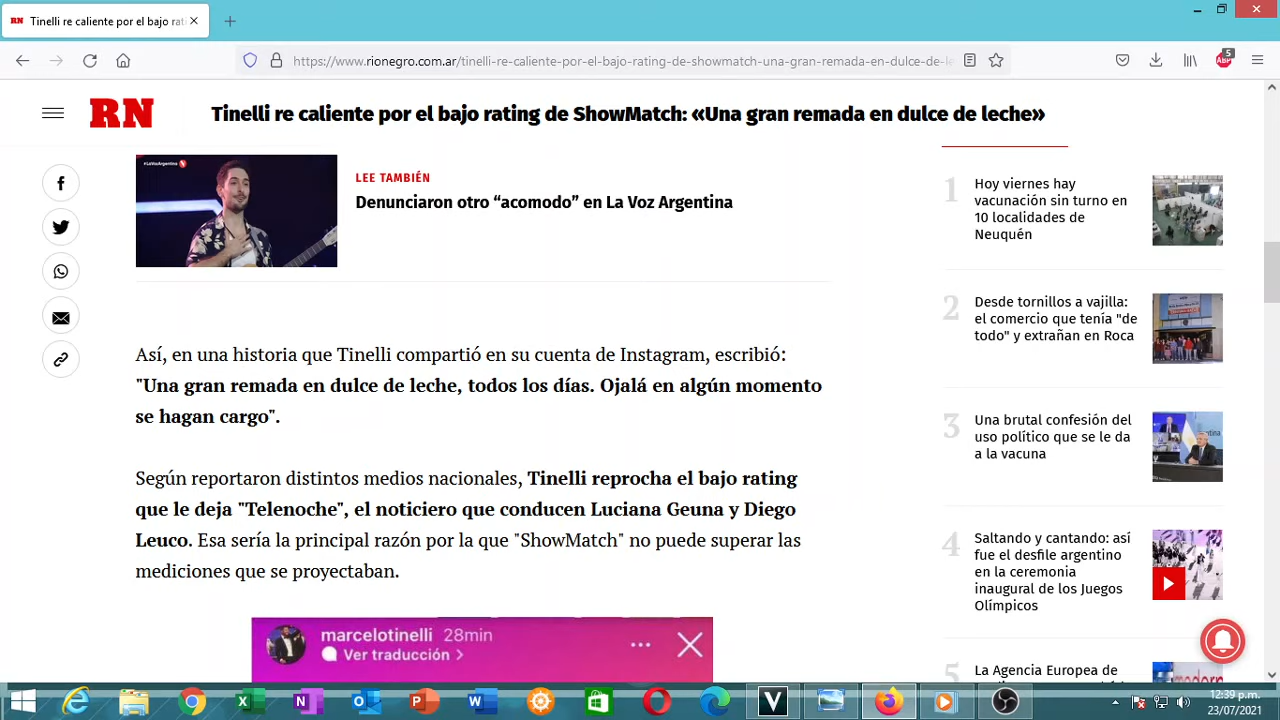 RN Tinelli re caliente por el bajo rati
https://www.rionegro.com.ar/tinelli-re-caliente-por-el-bajo-rating-de-showmatch-una-gran-remada-en-dulce-de-le
ABP 5
RN
Tinelli re caliente por el bajo rating de ShowMatch: «Una gran remada en dulce de leche»
#LaVozArgentina
LEE TAMBIÉN
Denunciaron otro “acomodo” en La Voz Argentina
Así, en una historia que Tinelli compartió en su cuenta de Instagram, escribió:
"Una gran remada en dulce de leche, todos los días. Ojalá en algún momento
se hagan cargo".
Según reportaron distintos medios nacionales, Tinelli reprocha el bajo rating
que le deja "Telenoche", el noticiero que conducen Luciana Geuna y Diego
Leuco. Esa sería la principal razón por la que "ShowMatch" no puede superar las
mediciones que se proyectaban.
marcelotinelli 28min
Ver traducción >
1
Hoy viernes hay
vacunación sin turno en
10 localidades de
Neuquén
2
Desde tornillos a vajilla:
el comercio que tenía "de
todo" y extrañan en Roca
3
Una brutal confesión del
uso político que se le da
a la vacuna
4
Saltando y cantando: así
fue el desfile argentino
en la ceremonia
inaugural de los Juegos
Olímpicos
5
La Agencia Europea de
12:39 p.m.
23/07/2021